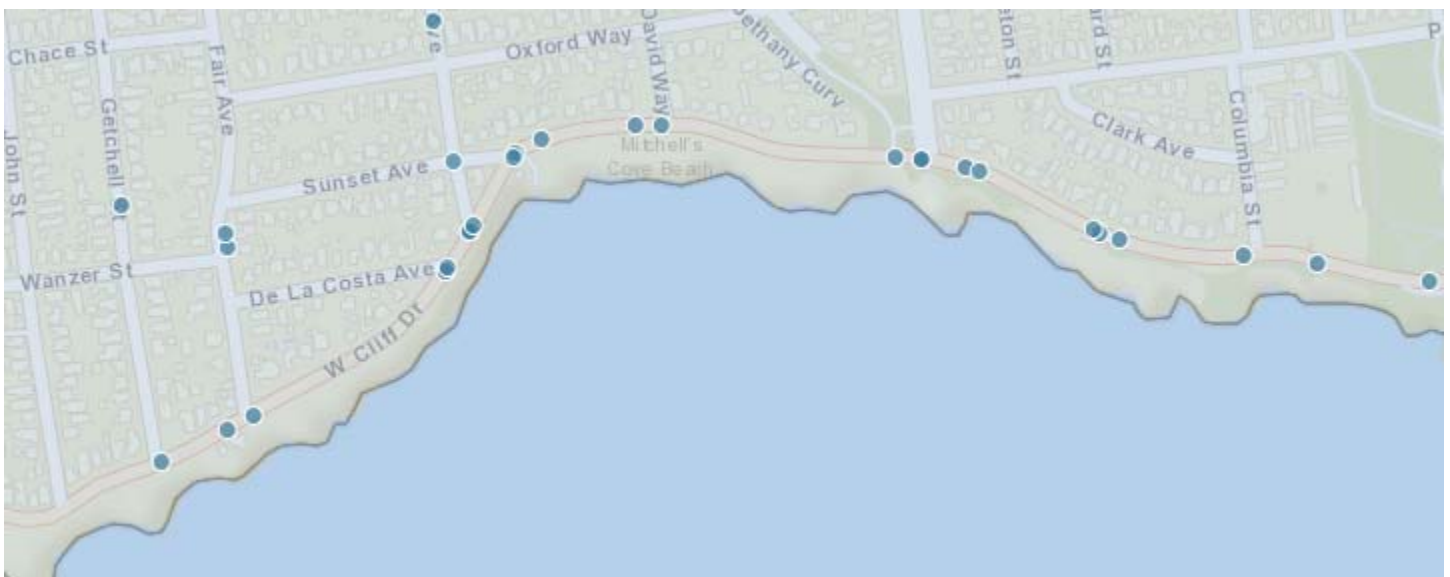 Chace St
Fair Ave
Getchell St
John St
Wanzer St
Oxford Way
David Way
Sunset Ave
De La Costa Ave
W Cliff Dr
Mitchell's
Cove Beach
Bethany Curv
Clark Ave
Columbia St
P